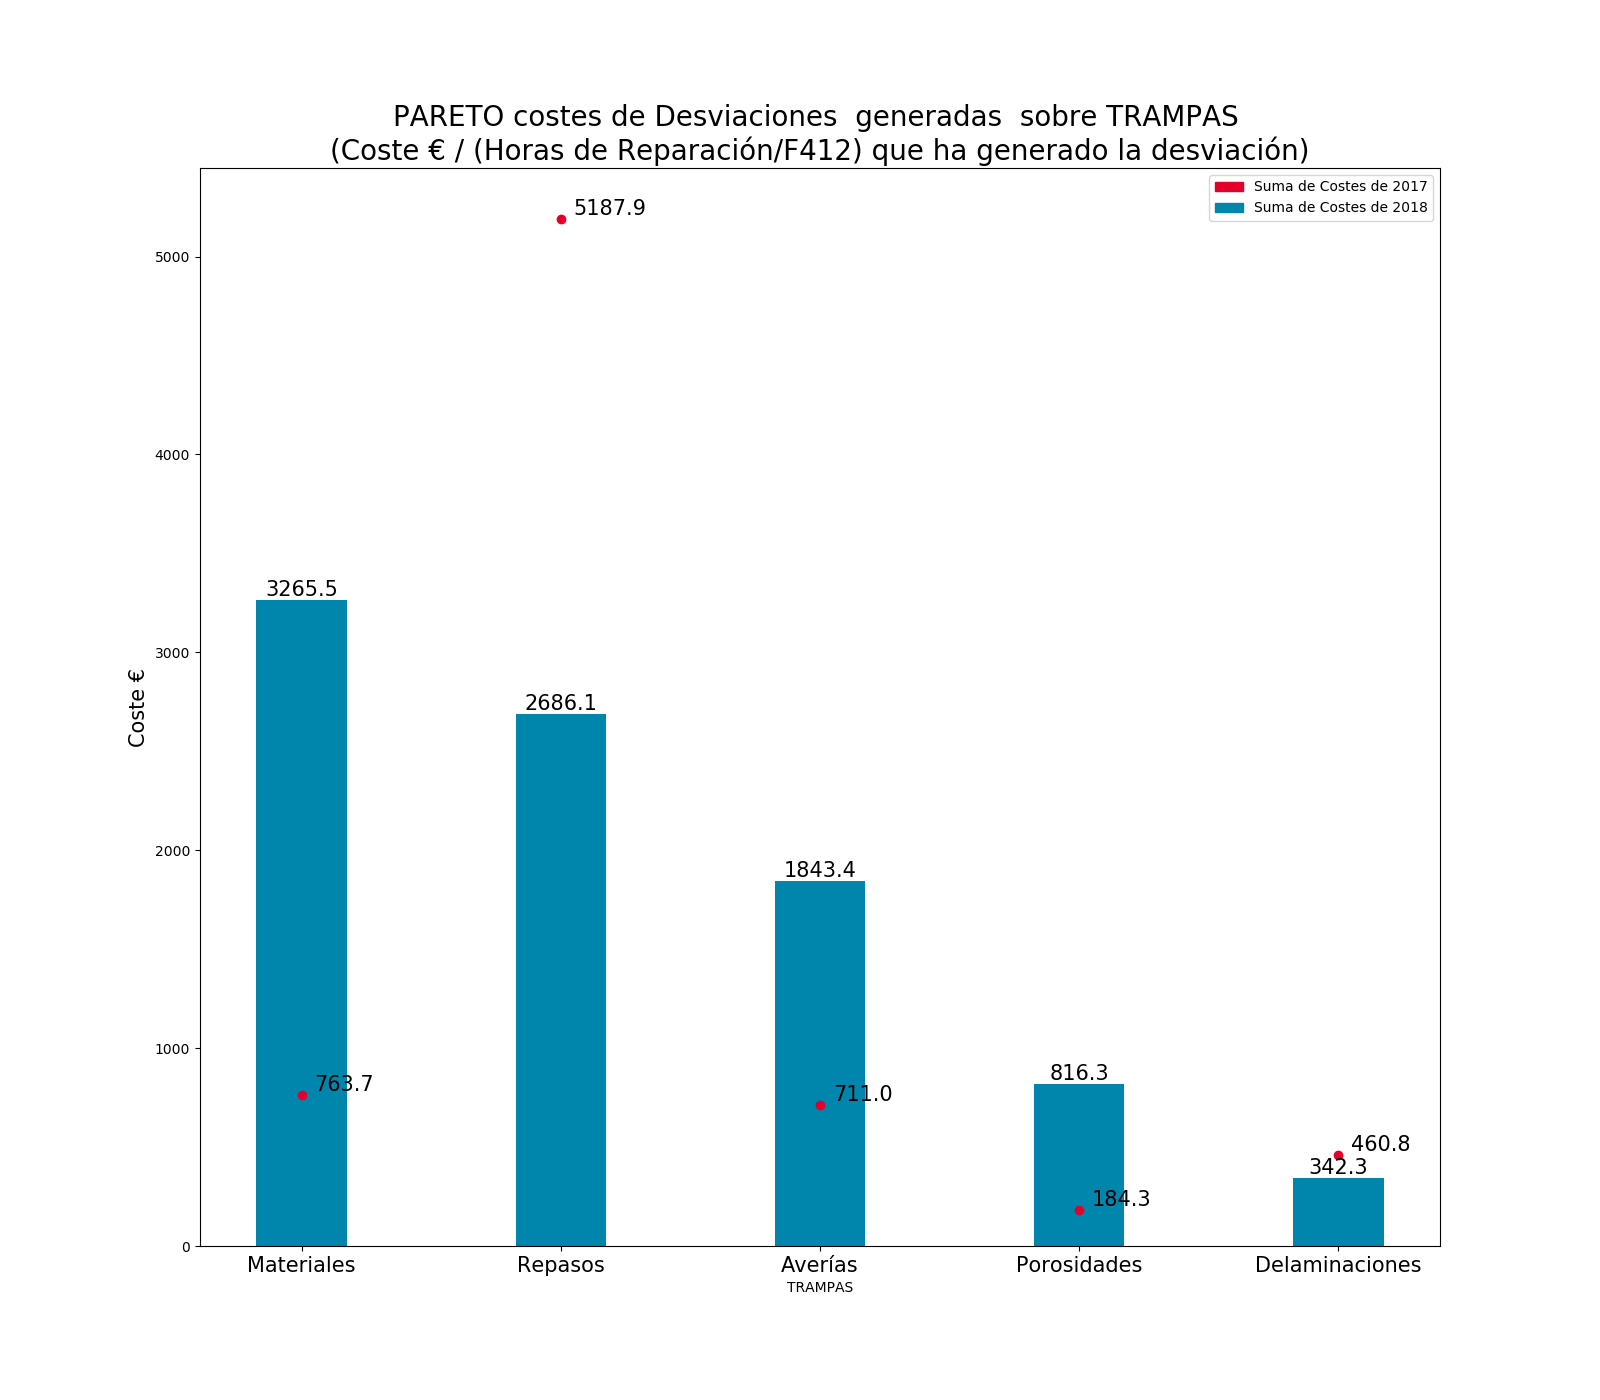 PARETO costes de Desviaciones  generadas  sobre TRAMPAS
(Coste € / (Horas de Reparación/F412) que ha generado la desviación)
Suma de Costes de 2017
Suma de Costes de 2018
5187.9
5000
4000
3265.5
3000
Coste €
2686.1
2000
1843.4
1000
763.7
711.0
816.3
184.3
460.8
342.3
0
Materiales
Repasos
Averías
Porosidades
Delaminaciones
TRAMPAS